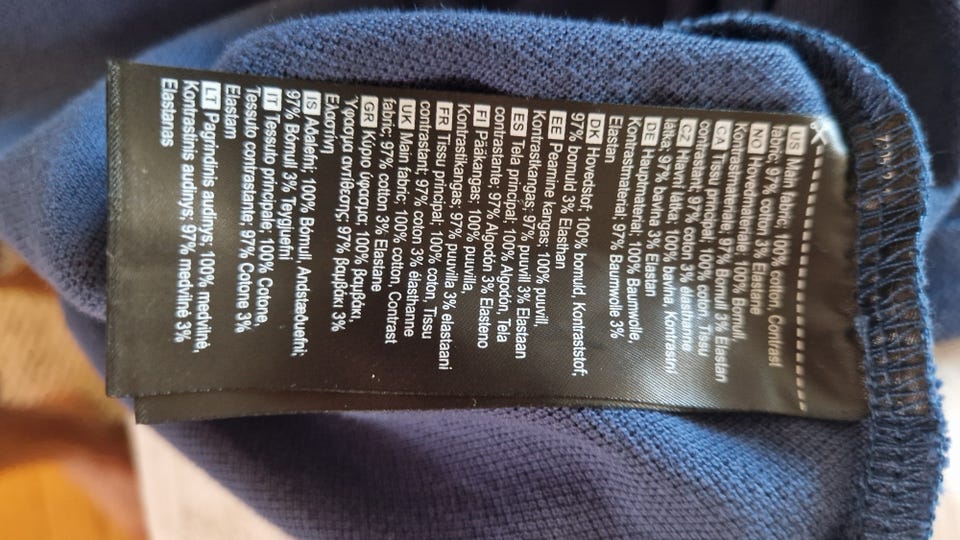 US Main fabric; 100% cotton, Contrast
fabric; 97% cotton 3% Elastane
NO Hovedmateriale; 100% Bomull,
Kontrastmateriale; 97% Bomull 3% Elastan
CA Tissu principal; 100% coton, Tissu
contrastant; 97% coton 3% élasthanne
CZ Hlavní látka; 100% bavlna, Kontrastní
látka; 97% bavlna 3% Elastan
DE Hauptmaterial; 100% Baumwolle,
Kontrastmaterial; 97% Baumwolle 3%
Elastan
DK Hovedstof; 100% bomuld, Kontraststof;
97% bomuld 3% Elasthan
EE Peamine kangas; 100% puuvill,
Kontrastkangas; 97% puuvill 3% Elastaan
ES Tela principal; 100% Algodón, Tela
contrastante; 97% Algodón 3% Elasteno
FI Pääkangas; 100% puuvilla,
Kontrastikangas; 97% puuvilla 3% elastaani
FR Tissu principal; 100% coton, Tissu
contrastant; 97% coton 3% élasthanne
UK Main fabric; 100% cotton, Contrast
fabric; 97% cotton 3% Elastane
GR Κύριο ύφασμα; 100% βαμβάκι,
Ύφασμα αντίθεσης; 97% βαμβάκι 3%
Ελαστίνη
IS Aðalefni; 100% Bómull, Andstæðuefni;
97% Bómull 3% Teygjuefni
IT Tessuto principale; 100% Cotone,
Tessuto contrastante; 97% Cotone 3%
Elastam
LT Pagrindinis audinys; 100% medvilnė,
Kontrastinis audinys; 97% medvilnė 3%
Elastanas